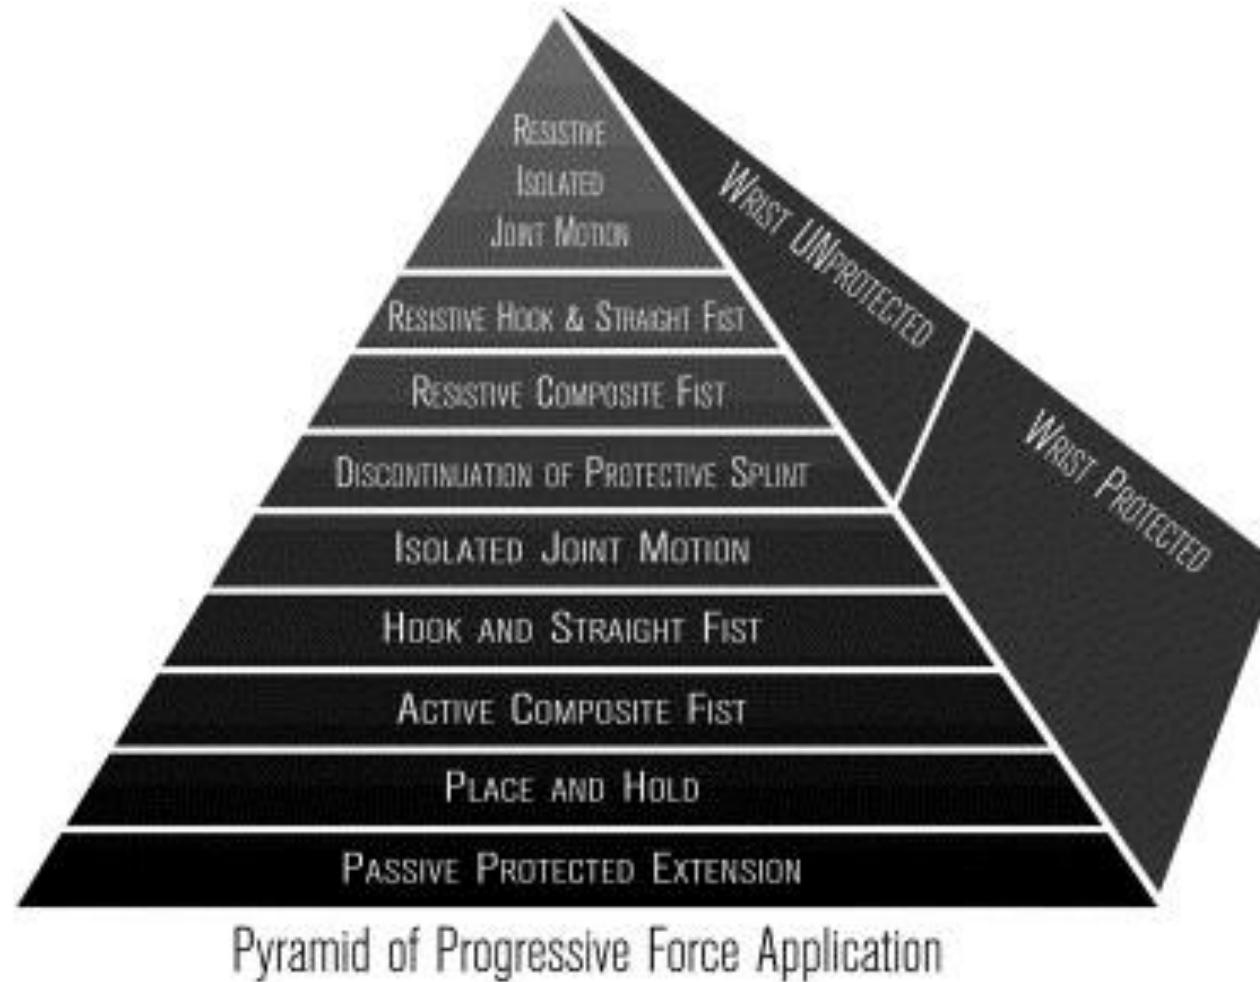 Resistive
Isolated
Joint Motion
Resistive Hook & Straight Fist
Resistive Composite Fist
Discontinuation of Protective Splint
Isolated Joint Motion
Hook and Straight Fist
Active Composite Fist
Place and Hold
Passive Protected Extension
Wrist UNprotected
Wrist Protected
Pyramid of Progressive Force Application